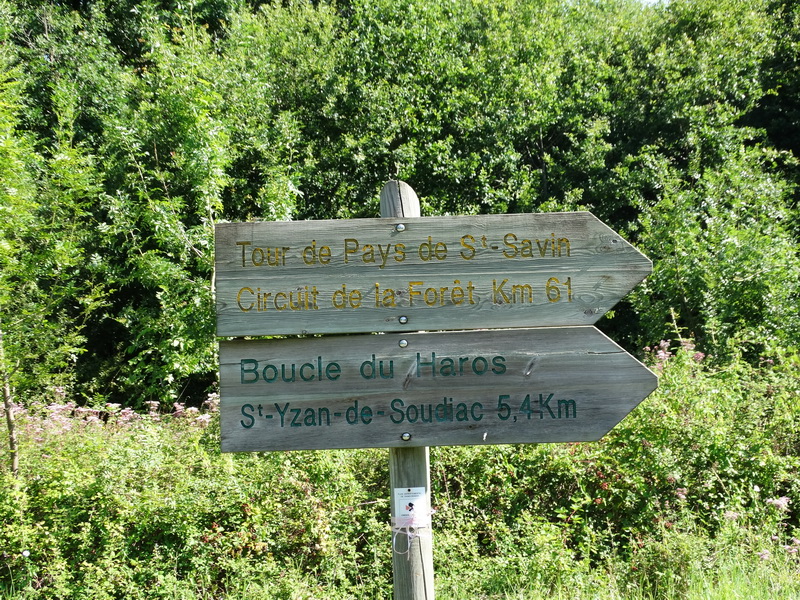 Tour de Pays de St-Savin
Circuit de la Forêt Km 61
Boucle du Haros
St-Yzan-de-Soudiac 5,4Km